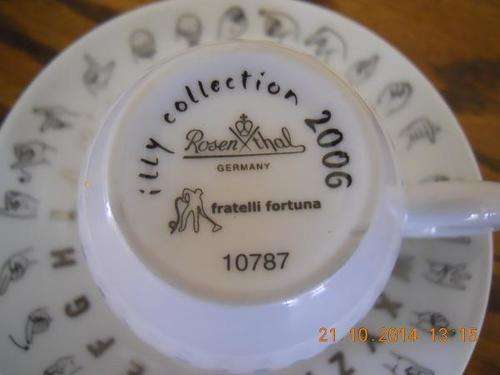 illy collection 2006
Rosenthal
GERMANY
fratelli fortuna
10787
H
G
F
Z
X
21.10.2014 13:15